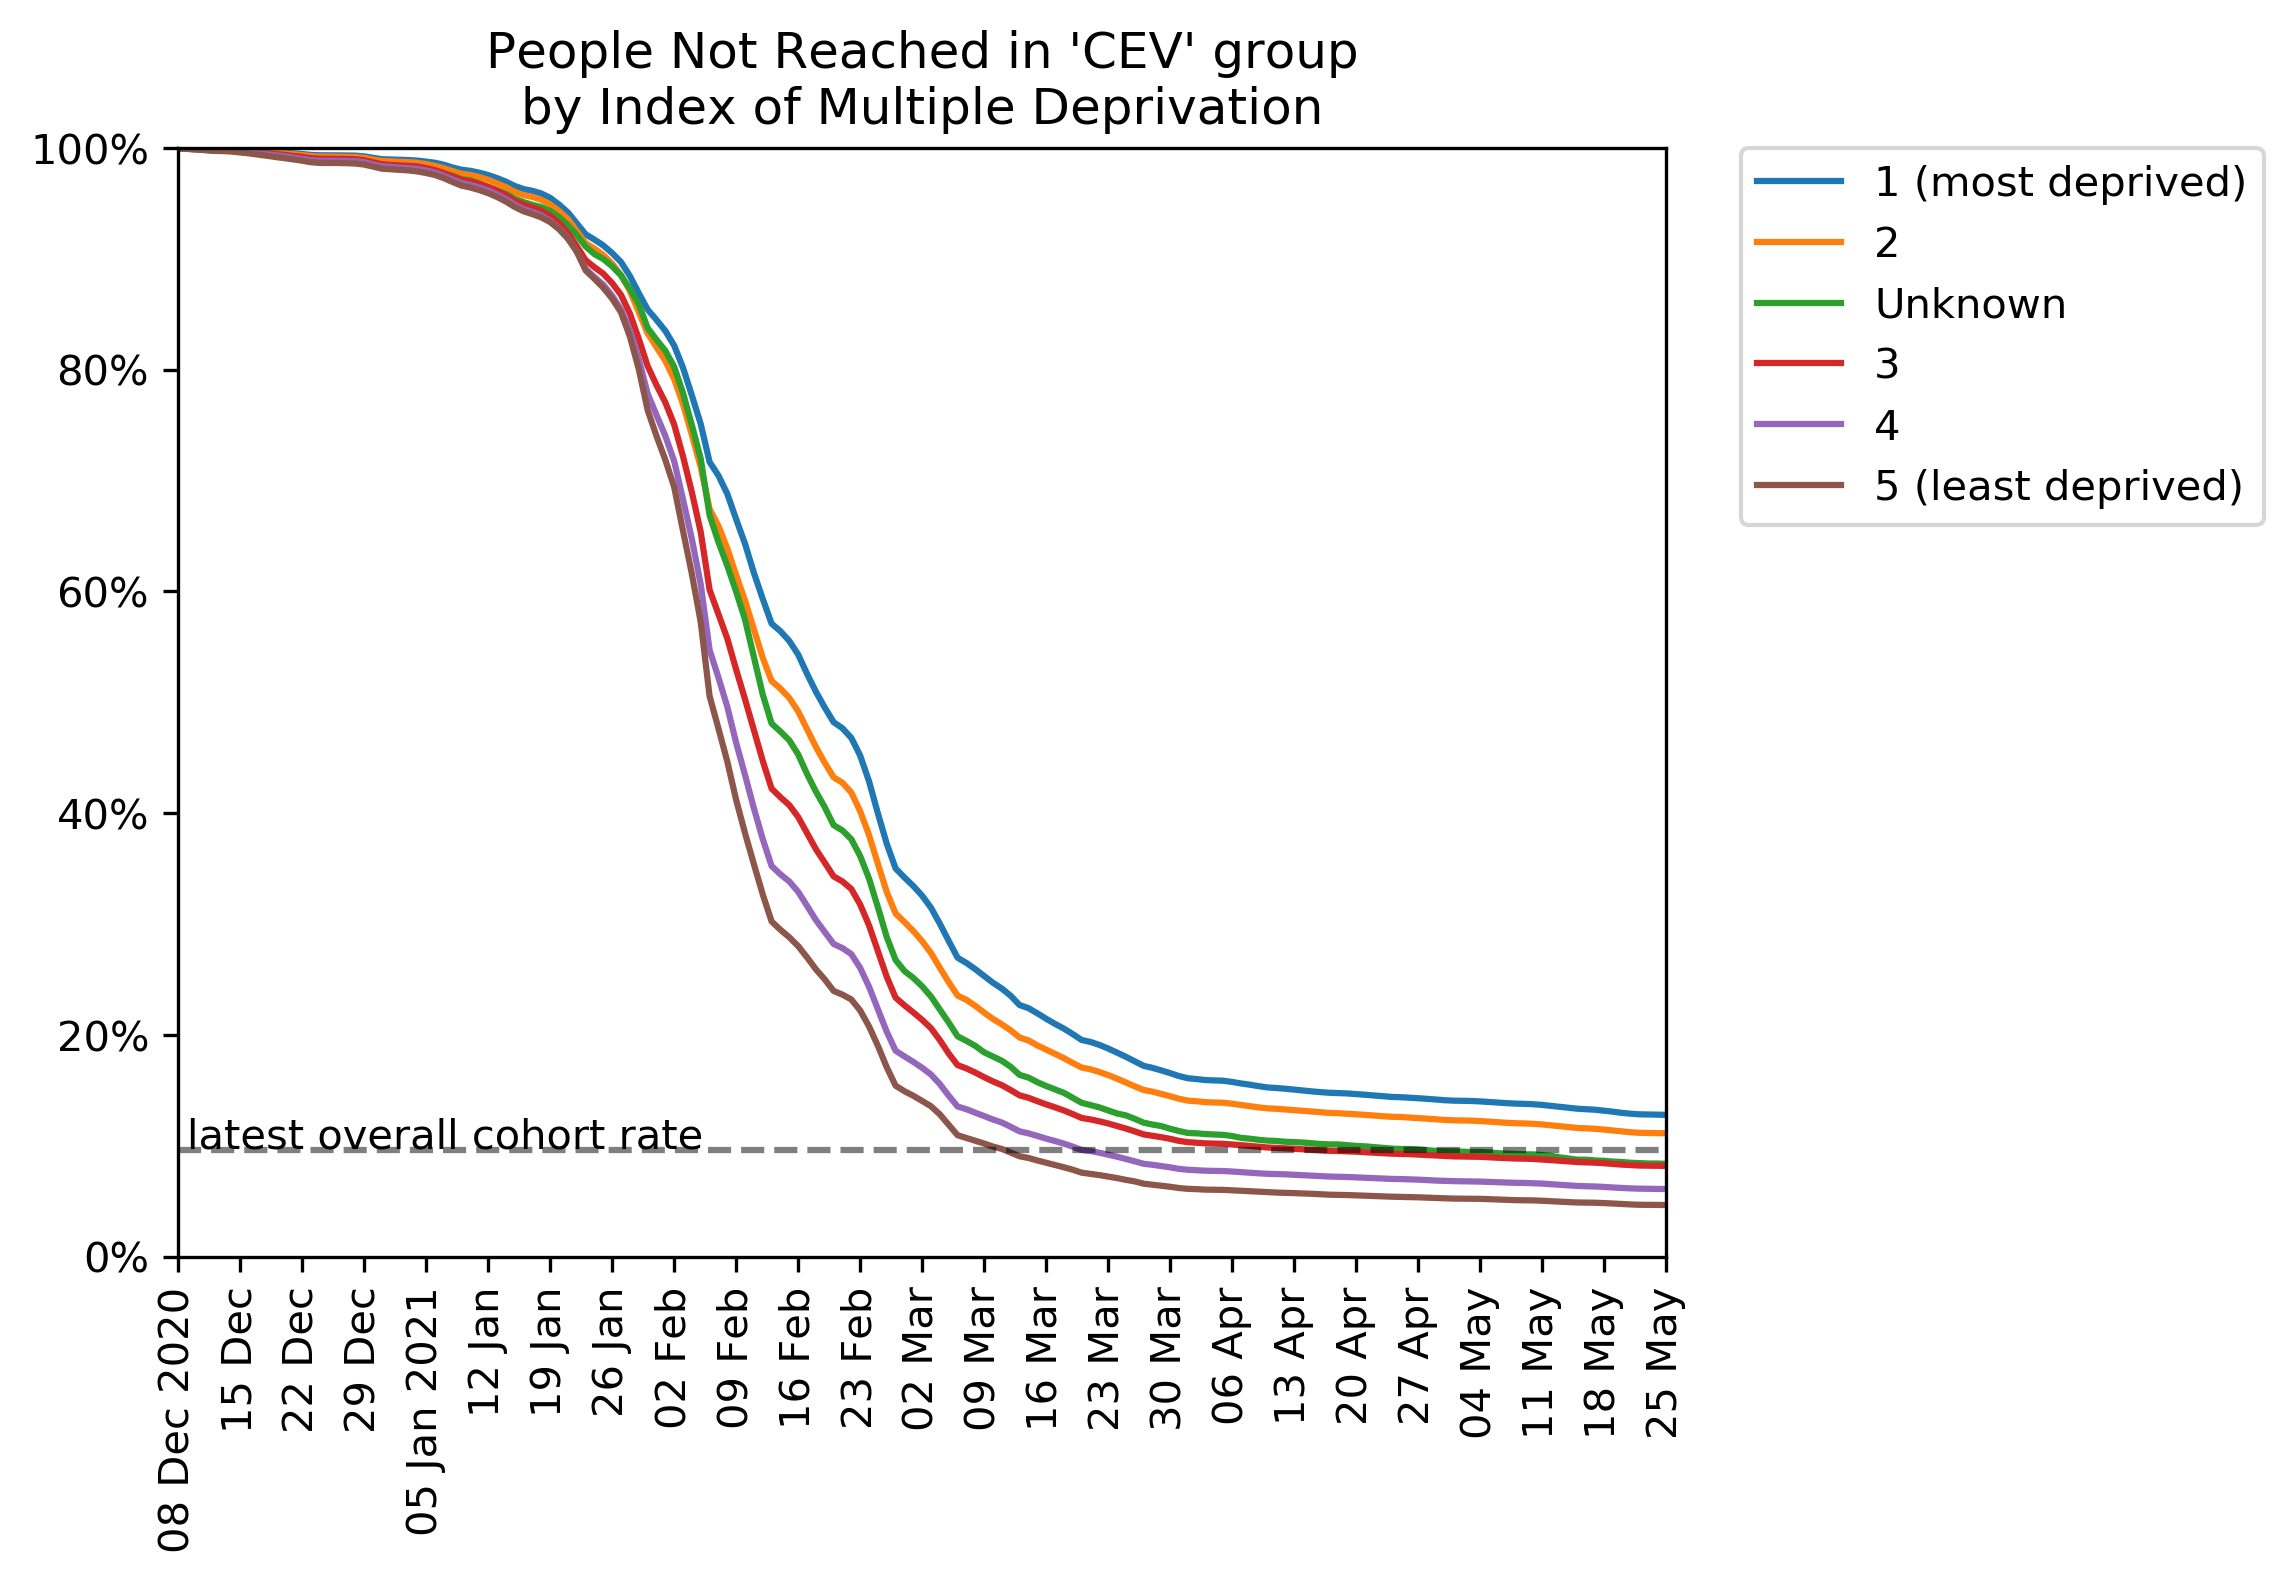 People Not Reached in 'CEV' group
by Index of Multiple Deprivation
100%
80%
60%
40%
20%
0%
latest overall cohort rate
08 Dec 2020
15 Dec
22 Dec
29 Dec
05 Jan 2021
12 Jan
19 Jan
26 Jan
02 Feb
09 Feb
16 Feb
23 Feb
02 Mar
09 Mar
16 Mar
23 Mar
30 Mar
06 Apr
13 Apr
20 Apr
27 Apr
04 May
11 May
18 May
25 May
1 (most deprived)
2
Unknown
3
4
5 (least deprived)